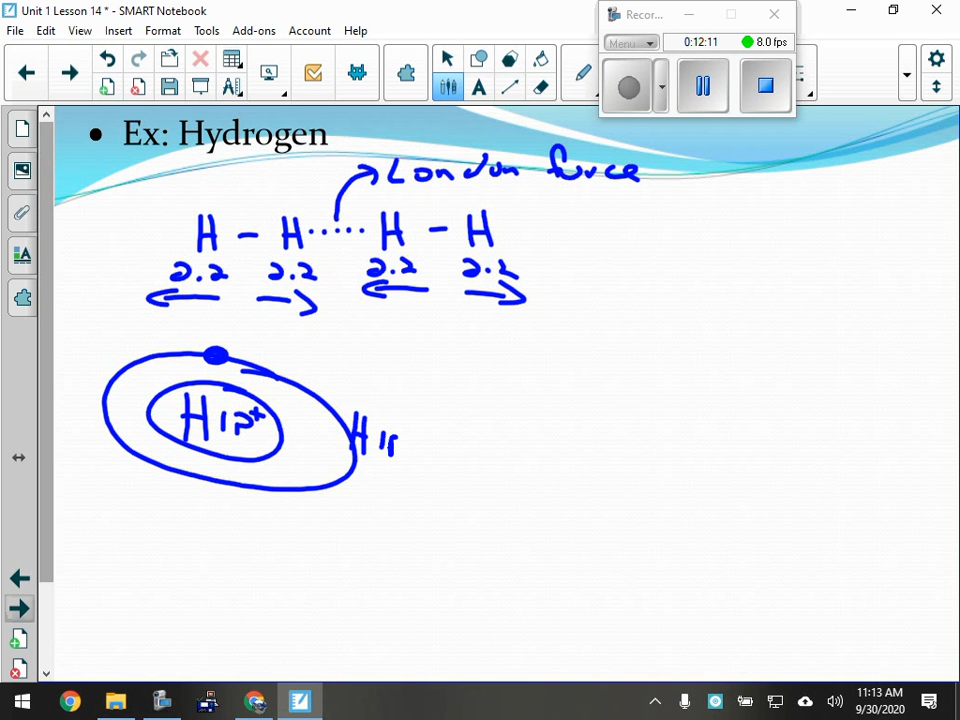 Unit 1 Lesson 14 * - SMART Notebook
Recor...
File Edit View Insert Format Tools Add-ons Account Help
Menu 0:12:11 8.0 fps
• Ex: Hydrogen
London force
H - H ..... H - H
2.2 2.2 2.2 2.2
H 1p+
H 1p
11:13 AM
9/30/2020